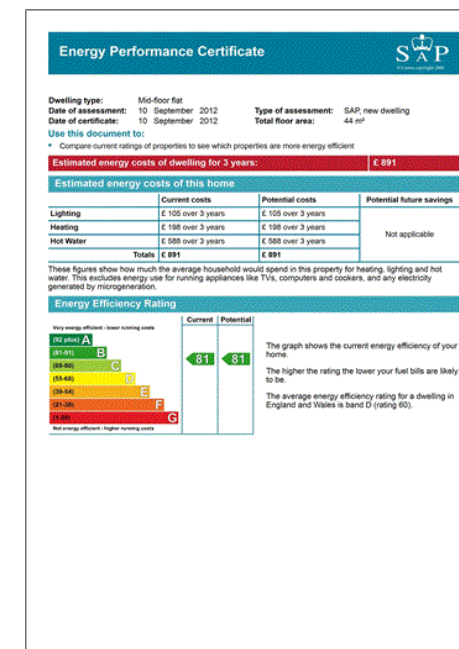 Energy Performance Certificate
SAP
Dwelling type: Mid-floor flat
Date of assessment: 10 September 2012 Type of assessment: SAP, new dwelling
Date of certificate: 10 September 2012 Total floor area: 44 m²
Use this document to:
• Compare current ratings of properties to see which properties are more energy efficient
Estimated energy costs of dwelling for 3 years: £ 891
Estimated energy costs of this home
Current costs Potential costs Potential future savings
Lighting £ 105 over 3 years £ 105 over 3 years
Heating £ 198 over 3 years £ 198 over 3 years
Not applicable
Hot Water £ 588 over 3 years £ 588 over 3 years
Totals £ 891 £ 891
These figures show how much the average household would spend in this property for heating, lighting and hot
water. This excludes energy use for running appliances like TVs, computers and cookers, and any electricity
generated by microgeneration.
Energy Efficiency Rating
Current Potential
Very energy efficient - lower running costs
(92 plus) A
(81-91) B
(69-80) C
(55-68) D
(39-54) E
(21-38) F
(1-20) G
Not energy efficient - higher running costs
81 81
The graph shows the current energy efficiency of your
home.
The higher the rating the lower your fuel bills are likely
to be.
The average energy efficiency rating for a dwelling in
England and Wales is band D (rating 60).